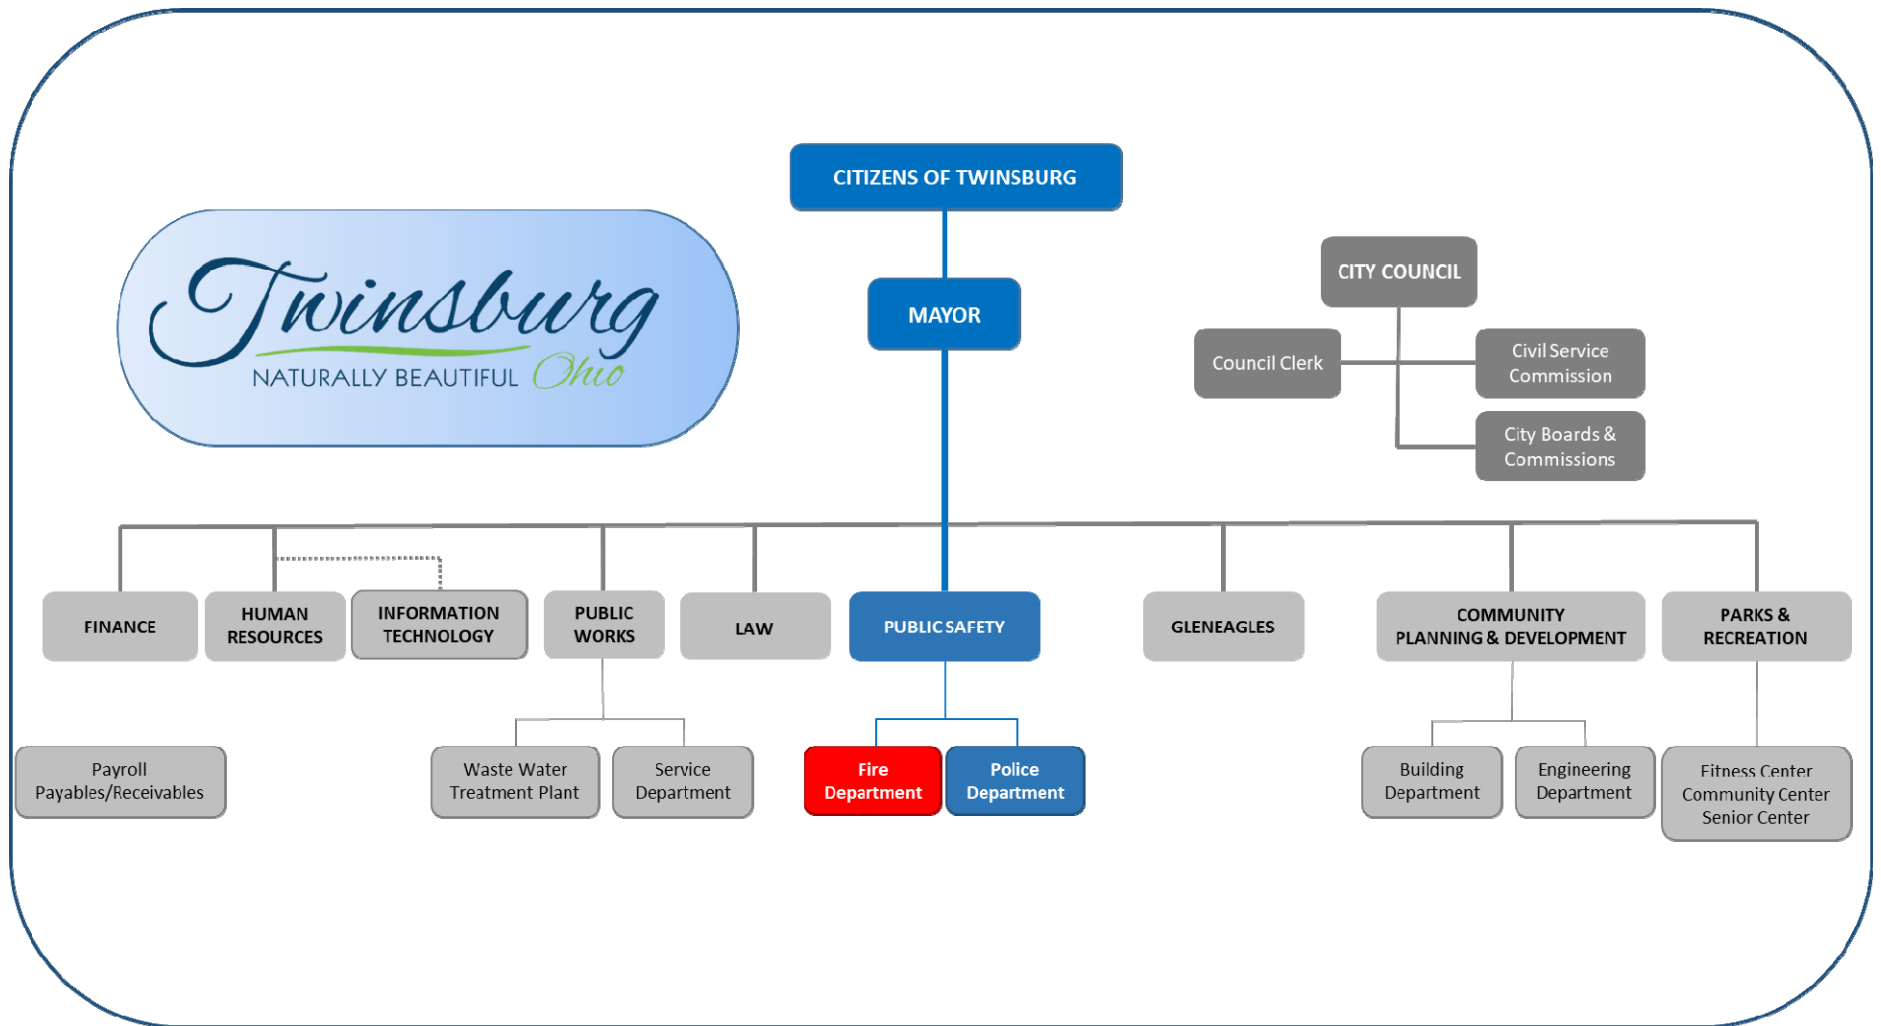 CITIZENS OF TWINSBURG
Twinsburg
NATURALLY BEAUTIFUL Ohio
MAYOR
CITY COUNCIL
Council Clerk
Civil Service
Commission
City Boards &
Commissions
FINANCE
HUMAN
RESOURCES
INFORMATION
TECHNOLOGY
PUBLIC
WORKS
LAW
PUBLIC SAFETY
GLENEAGLES
COMMUNITY
PLANNING & DEVELOPMENT
PARKS &
RECREATION
Payroll
Payables/Receivables
Waste Water
Treatment Plant
Service
Department
Fire
Department
Police
Department
Building
Department
Engineering
Department
Fitness Center
Community Center
Senior Center